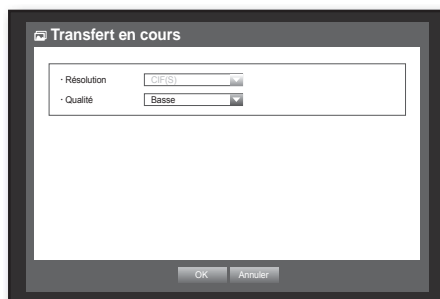 Transfert en cours
· Résolution CIF(S)
· Qualité Basse
OK Annuler